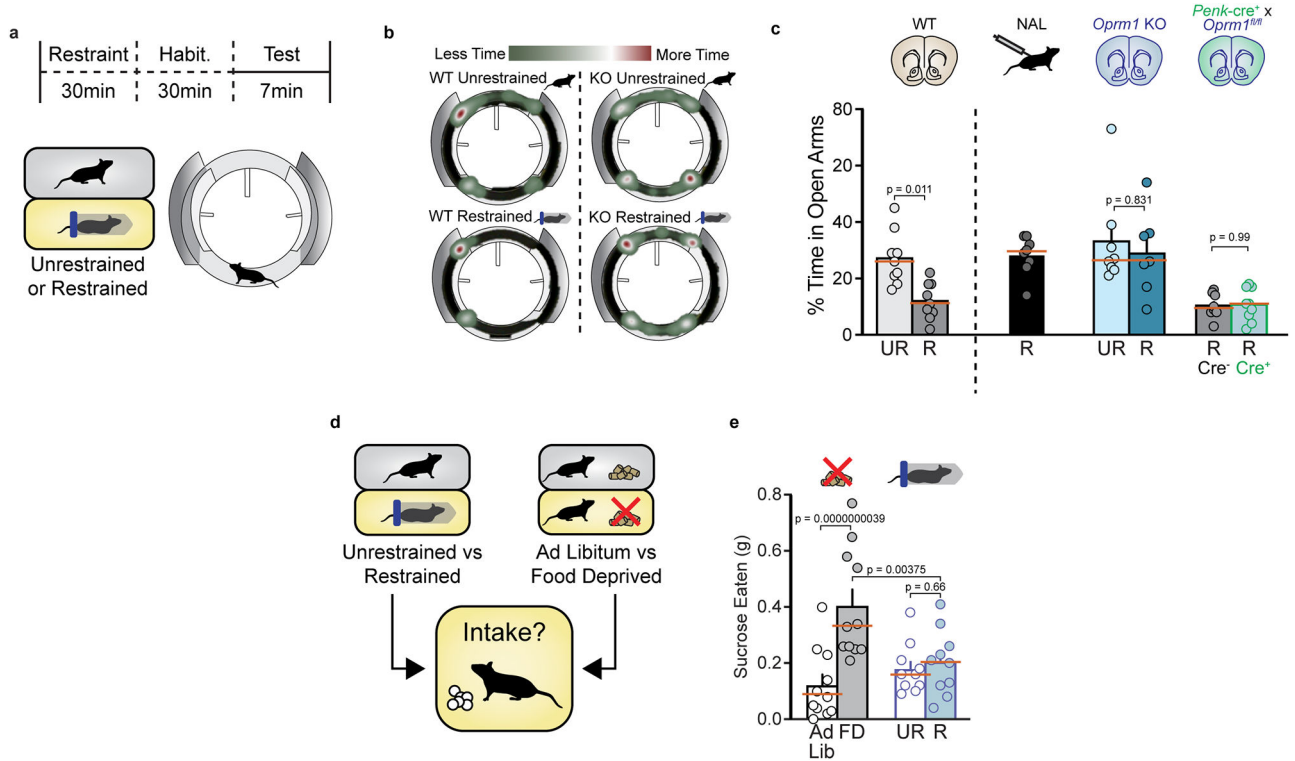 a
Restraint Habit. Test
30min 30min 7min
Unrestrained
or Restrained
b
Less Time More Time
WT Unrestrained KO Unrestrained
WT Restrained KO Restrained
c
WT NAL Oprm1 KO Penk-cre⁺ x
Oprm1ᶠˡ/ᶠˡ
% Time in Open Arms
80
20
40
20
0
p = 0.011
p = 0.831
p = 0.99
UR R R UR R R R
Cre⁻ Cre⁺
d
Unrestrained vs
Restrained
Ad Libitum vs
Food Deprived
Intake?
e
Sucrose Eaten (g)
0.8
0.6
0.4
0.2
0.0
p = 0.0000000039
p = 0.00375
p = 0.66
Ad FD UR R
Lib